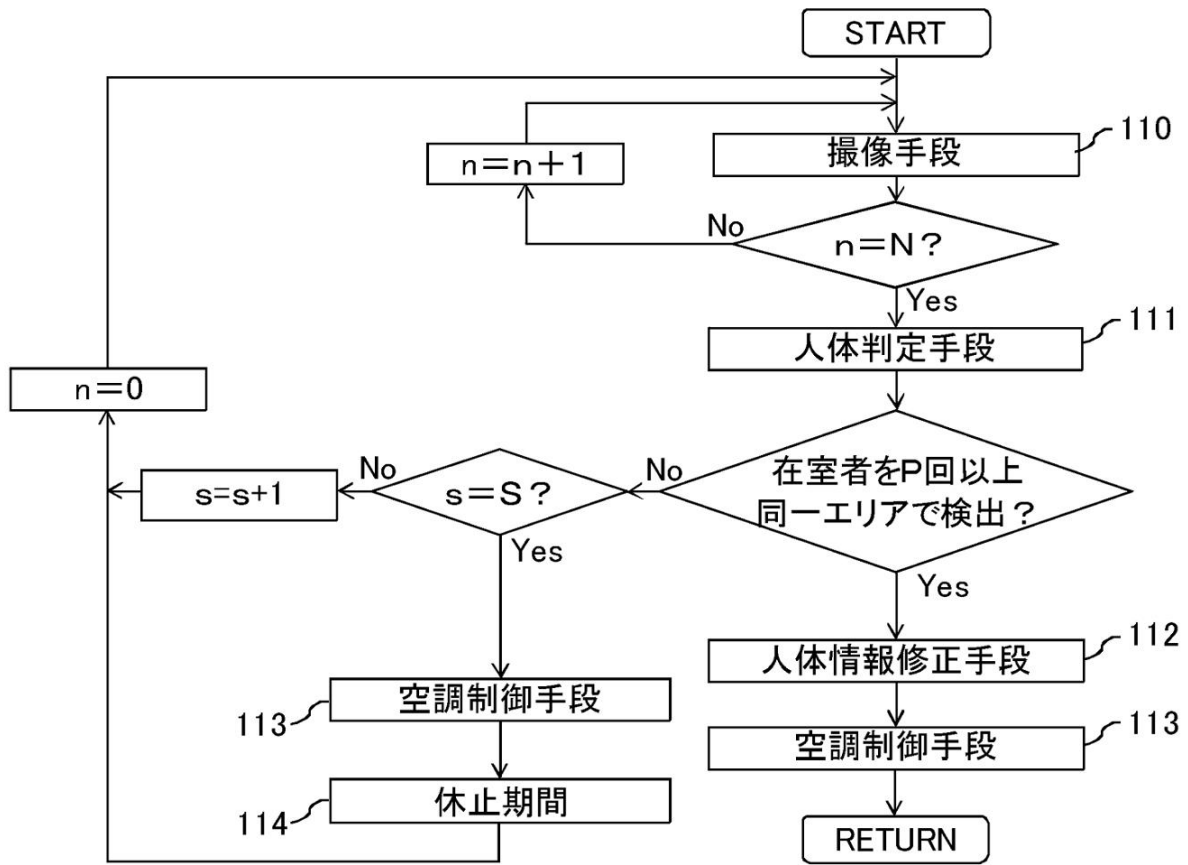 START
撮像手段
110
n=n+1
No
n=N?
Yes
111
人体判定手段
n=0
在室者をP回以上
同一エリアで検出？
No
s=S?
s=s+1
Yes
Yes
人体情報修正手段
112
空調制御手段
113
空調制御手段
113
休止期間
114
RETURN